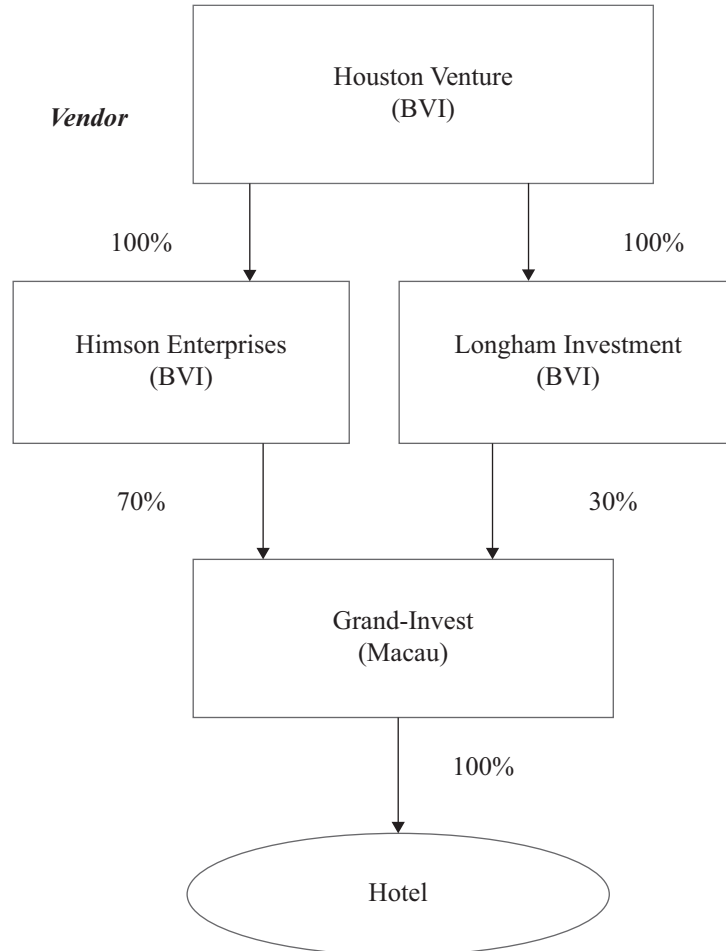 Houston Venture
(BVI)
Vendor
100%
100%
Himson Enterprises
(BVI)
Longham Investment
(BVI)
70%
30%
Grand-Invest
(Macau)
100%
Hotel